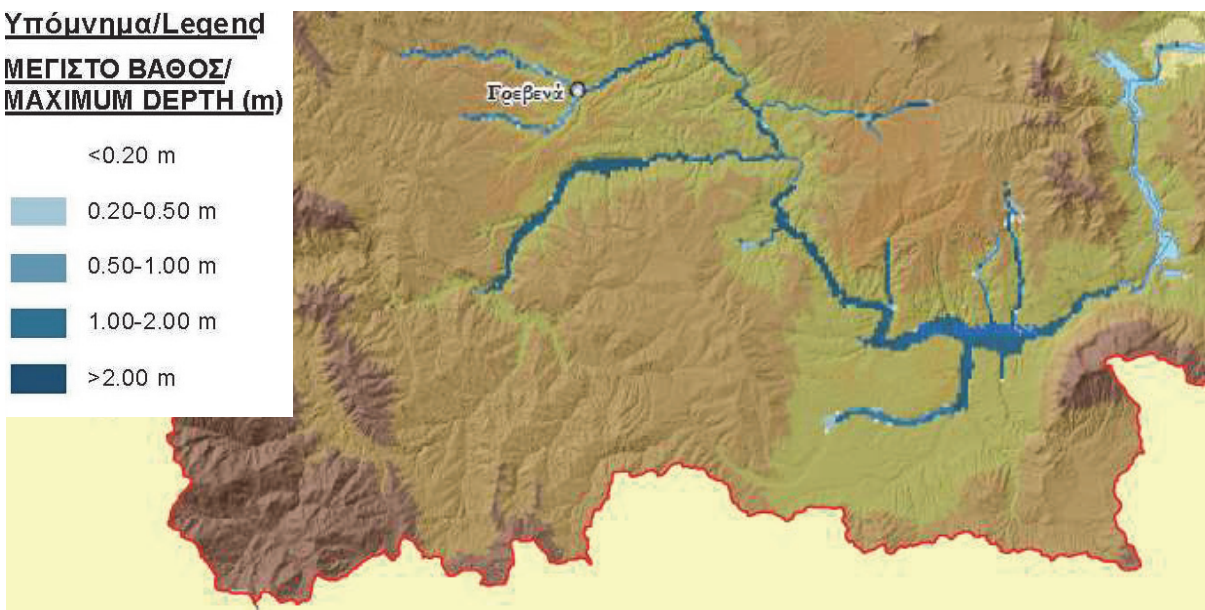 Υπόμνημα/Legend
ΜΕΓΙΣΤΟ ΒΑΘΟΣ/
MAXIMUM DEPTH (m)
<0.20 m
0.20-0.50 m
0.50-1.00 m
1.00-2.00 m
>2.00 m
Γρεβενά